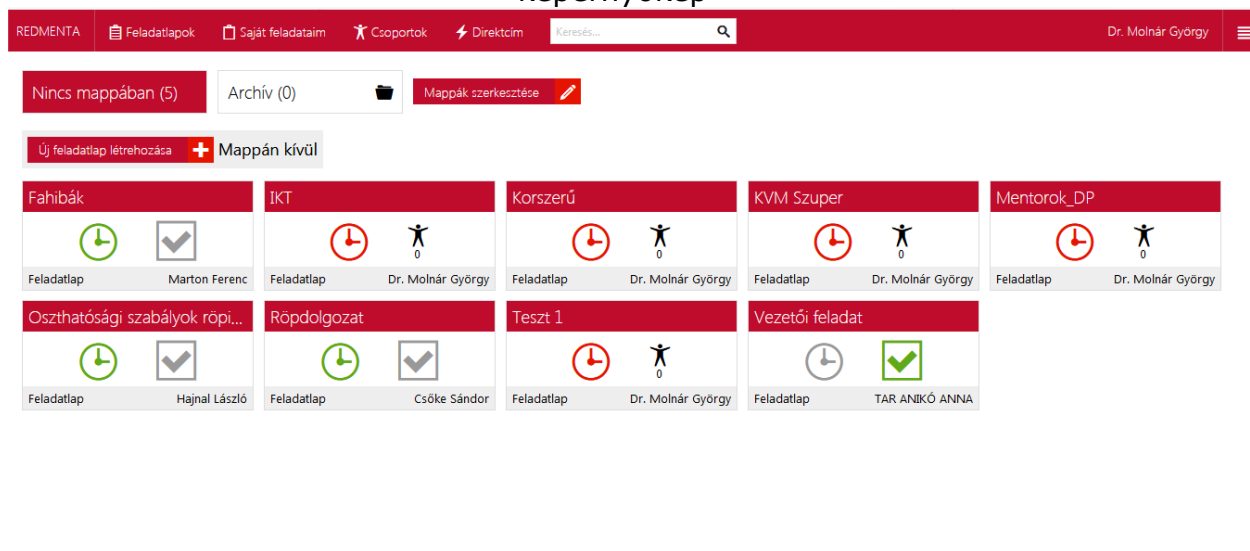 képernyőkép
REDMENTA Feladatlapok Saját feladataim Csoportok Direktcím Keresés... Dr. Molnár György
Nincs mappában (5) Archív (0) Mappák szerkesztése
Új feladatlap létrehozása Mappán kívül
Fahibák IKT Korszerű KVM Szuper Mentorok_DP
0 0 0 0
Feladatlap Marton Ferenc Feladatlap Dr. Molnár György Feladatlap Dr. Molnár György Feladatlap Dr. Molnár György Feladatlap Dr. Molnár György
Oszthatósági szabályok röpi... Röpdolgozat Teszt 1 Vezetői feladat
0
Feladatlap Hajnal László Feladatlap Csőke Sándor Feladatlap Dr. Molnár György Feladatlap TAR ANIKÓ ANNA